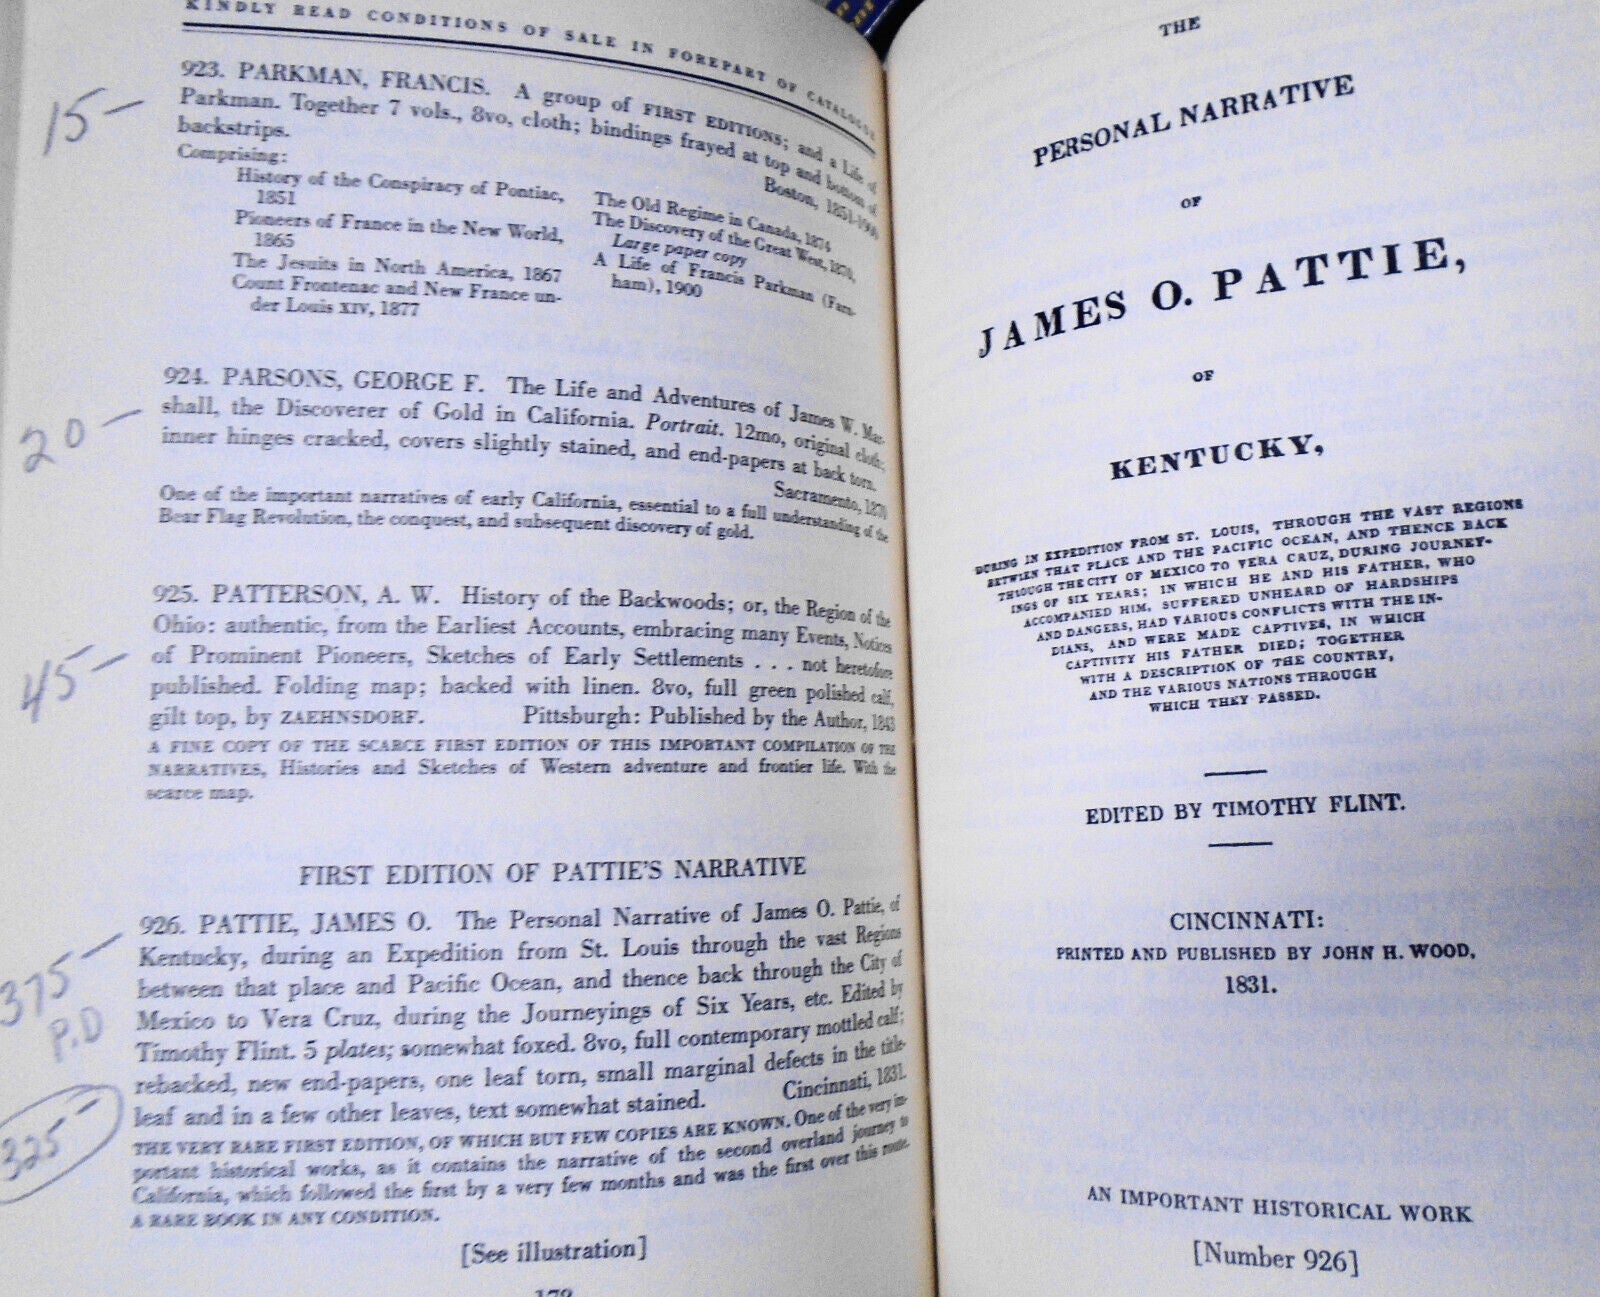 KINDLY READ CONDITIONS OF SALE IN FOREPART OF CATALOGUE
15-
923. PARKMAN, FRANCIS. A group of FIRST EDITIONS; and a Life of
Parkman. Together 7 vols., 8vo, cloth; bindings frayed at top and bottom of
backstrips. Boston, 1851-1900
Comprising:
History of the Conspiracy of Pontiac,
1851
Pioneers of France in the New World,
1865
The Jesuits in North America, 1867
Count Frontenac and New France un-
der Louis XIV, 1877
The Old Regime in Canada, 1874
The Discovery of the Great West, 1870,
Large paper copy
A Life of Francis Parkman (Farn-
ham), 1900
20-
924. PARSONS, GEORGE F. The Life and Adventures of James W. Mar-
shall, the Discoverer of Gold in California. Portrait. 12mo, original cloth;
inner hinges cracked, covers slightly stained, and end-papers at back torn.
Sacramento, 1870
One of the important narratives of early California, essential to a full understanding of the
Bear Flag Revolution, the conquest, and subsequent discovery of gold.
45-
925. PATTERSON, A. W. History of the Backwoods; or, the Region of the
Ohio: authentic, from the Earliest Accounts, embracing many Events, Notices
of Prominent Pioneers, Sketches of Early Settlements . . . not heretofore
published. Folding map; backed with linen. 8vo, full green polished calf,
gilt top, by ZAEHNSDORF. Pittsburgh: Published by the Author, 1843
A FINE COPY OF THE SCARCE FIRST EDITION OF THIS IMPORTANT COMPILATION OF THE
NARRATIVES, Histories and Sketches of Western adventure and frontier life. With the
scarce map.
FIRST EDITION OF PATTIE'S NARRATIVE
375-
P.D
325-
926. PATTIE, JAMES O. The Personal Narrative of James O. Pattie, of
Kentucky, during an Expedition from St. Louis through the vast Regions
between that place and Pacific Ocean, and thence back through the City of
Mexico to Vera Cruz, during the Journeyings of Six Years, etc. Edited by
Timothy Flint. 5 plates; somewhat foxed. 8vo, full contemporary mottled calf;
rebacked, new end-papers, one leaf torn, small marginal defects in the title-
leaf and in a few other leaves, text somewhat stained. Cincinnati, 1831.
THE VERY RARE FIRST EDITION, OF WHICH BUT FEW COPIES ARE KNOWN. One of the very im-
portant historical works, as it contains the narrative of the second overland journey to
California, which followed the first by a very few months and was the first over this route.
A RARE BOOK IN ANY CONDITION.
[See illustration]
178
THE
PERSONAL NARRATIVE
OF
JAMES O. PATTIE,
OF
KENTUCKY,
DURING IN EXPEDITION FROM ST. LOUIS, THROUGH THE VAST REGIONS
BETWEEN THAT PLACE AND THE PACIFIC OCEAN, AND THENCE BACK
THROUGH THE CITY OF MEXICO TO VERA CRUZ, DURING JOURNEY-
INGS OF SIX YEARS; IN WHICH HE AND HIS FATHER, WHO
ACCOMPANIED HIM, SUFFERED UNHEARD OF HARDSHIPS
AND DANGERS, HAD VARIOUS CONFLICTS WITH THE IN-
DIANS, AND WERE MADE CAPTIVES, IN WHICH
CAPTIVITY HIS FATHER DIED; TOGETHER
WITH A DESCRIPTION OF THE COUNTRY,
AND THE VARIOUS NATIONS THROUGH
WHICH THEY PASSED.
EDITED BY TIMOTHY FLINT.
CINCINNATI:
PRINTED AND PUBLISHED BY JOHN H. WOOD,
1831.
AN IMPORTANT HISTORICAL WORK
[Number 926]